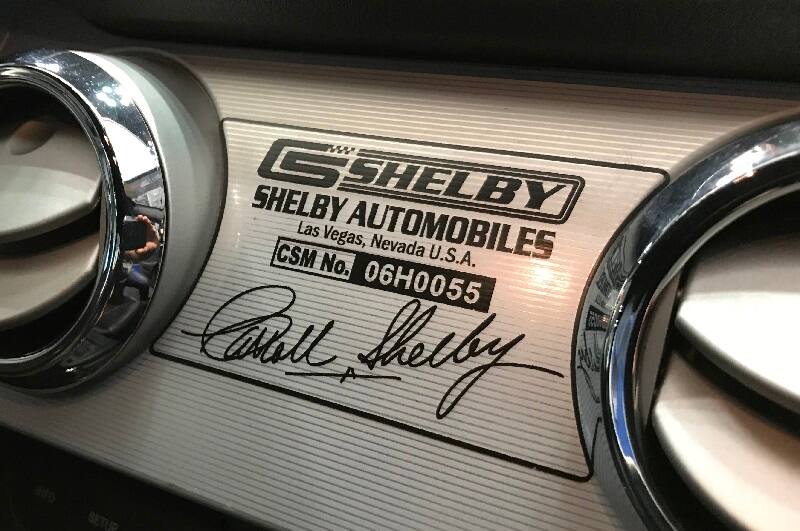 CS SHELBY
SHELBY AUTOMOBILES
Las Vegas, Nevada U.S.A.
CSM No. 06H0055
Carroll Shelby
SETUP